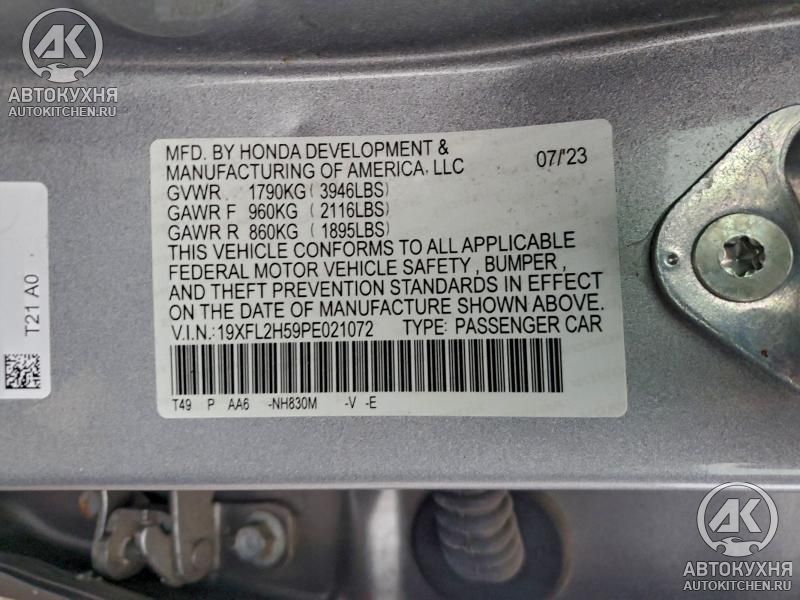 AK
АВТОКУХНЯ
AUTOKITCHEN.RU
MFD. BY HONDA DEVELOPMENT &
MANUFACTURING OF AMERICA, LLC 07/'23
GVWR 1790KG ( 3946LBS)
GAWR F 960KG ( 2116LBS)
GAWR R 860KG ( 1895LBS)
THIS VEHICLE CONFORMS TO ALL APPLICABLE
FEDERAL MOTOR VEHICLE SAFETY , BUMPER ,
AND THEFT PREVENTION STANDARDS IN EFFECT
ON THE DATE OF MANUFACTURE SHOWN ABOVE.
V.I.N.:19XFL2H59PE021072 TYPE: PASSENGER CAR
T49 P AA6 -NH830M -V -E
T21 A0
AK
АВТОКУХНЯ
AUTOKITCHEN.RU